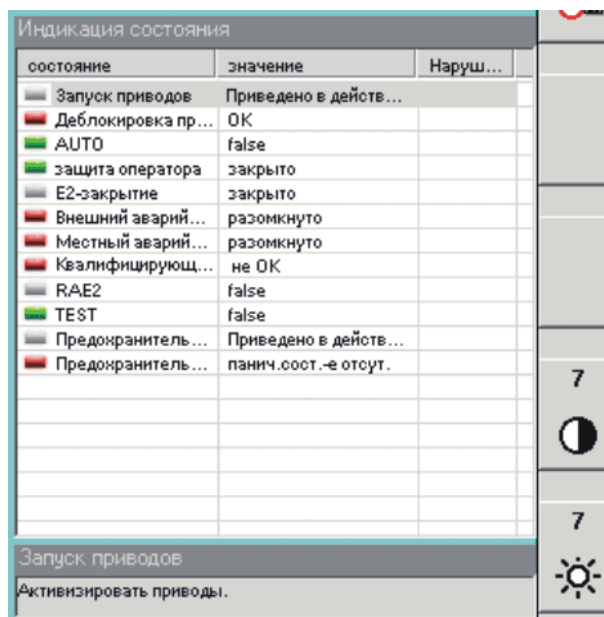 Индикация состояния
состояние значение Наруш...
Запуск приводов Приведено в действ...
Деблокировка пр... OK
AUTO false
защита оператора закрыто
E2-закрытие закрыто
Внешний аварий... разомкнуто
Местный аварий... разомкнуто
Квалифицирующ... не OK
RAE2 false
TEST false
Предохранитель... Приведено в действ...
Предохранитель... панич.сост.-е отсут.
7
7
Запуск приводов
Активизировать приводы.